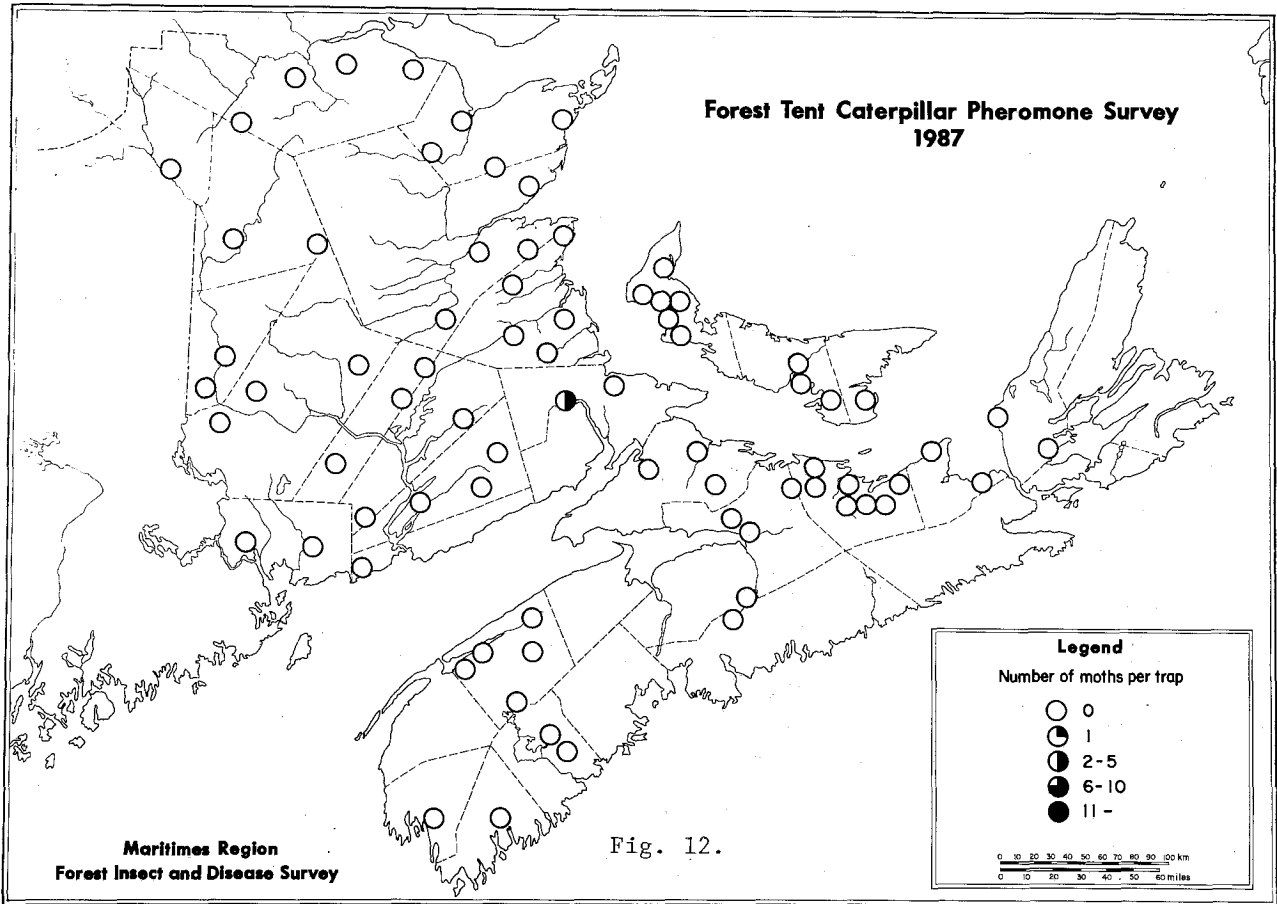 Forest Tent Caterpillar Pheromone Survey
1987
Legend
Number of moths per trap
0
1
2-5
6-10
11-
0 10 20 30 40 50 60 70 80 90 100 km
0 10 20 30 40 50 60 miles
Fig. 12.
Maritimes Region
Forest Insect and Disease Survey